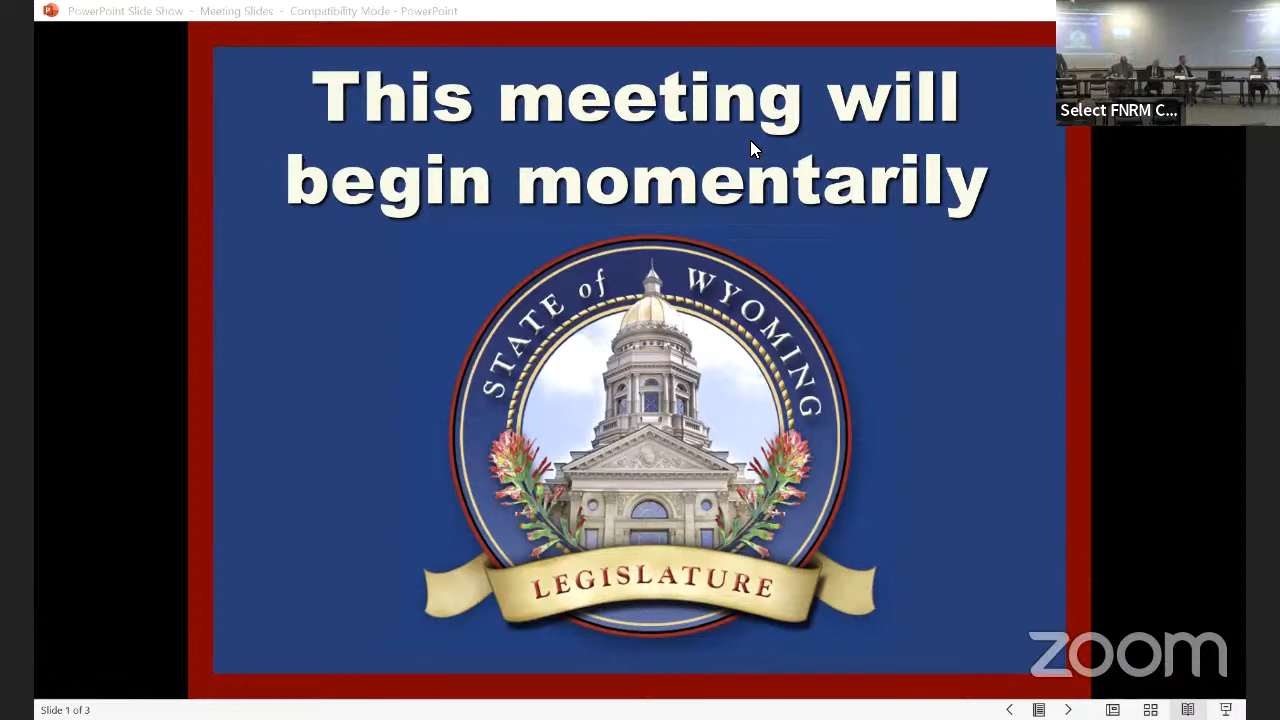 PowerPoint Slide Show - Meeting Slides - Compatibility Mode - PowerPoint
Select FNRM C...
This meeting will
begin momentarily
STATE of WYOMING
LEGISLATURE
zoom
Slide 1 of 3